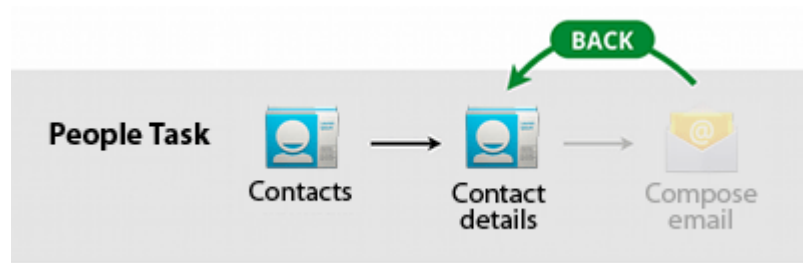 BACK
People Task
Contacts
Contact
details
Compose
email